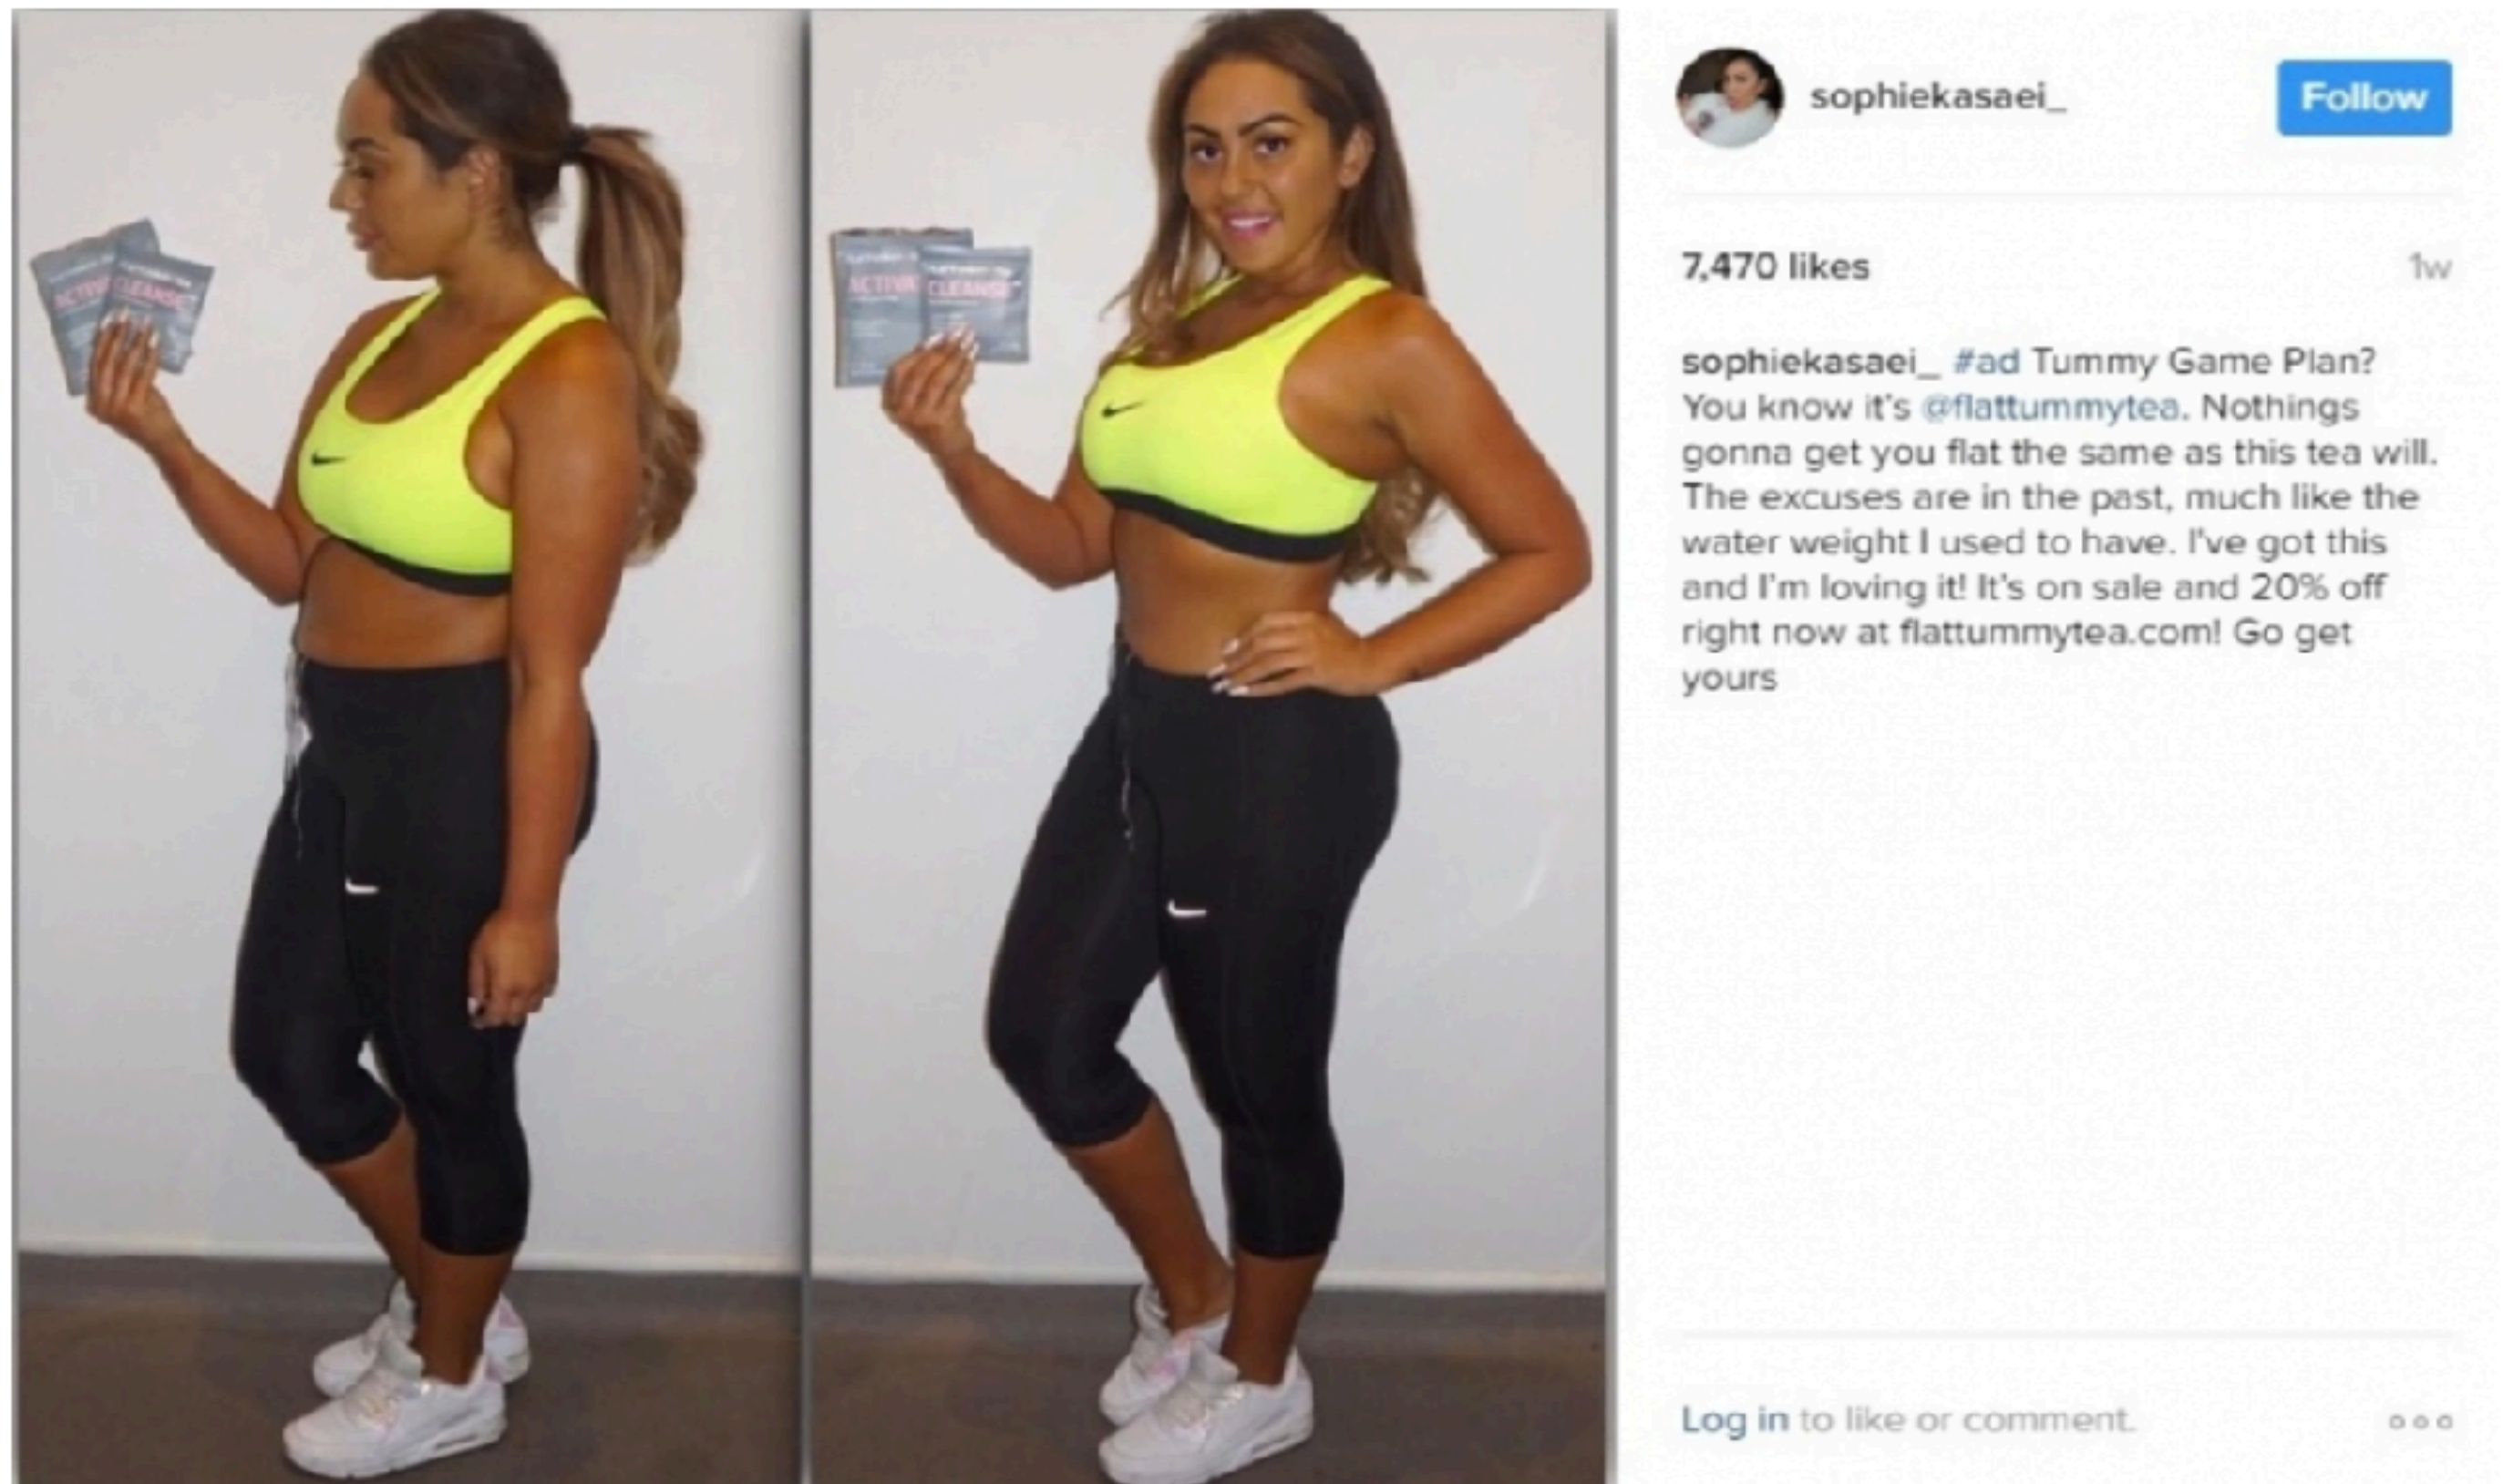 ACTIVA
CLEANSE
ACTIVA
CLEANSE
sophiekasaei_
Follow
7,470 likes
1w
sophiekasaei_ #ad Tummy Game Plan?
You know it's @flattummytea. Nothings
gonna get you flat the same as this tea will.
The excuses are in the past, much like the
water weight I used to have. I've got this
and I'm loving it! It's on sale and 20% off
right now at flattummytea.com! Go get
yours
Log in to like or comment.